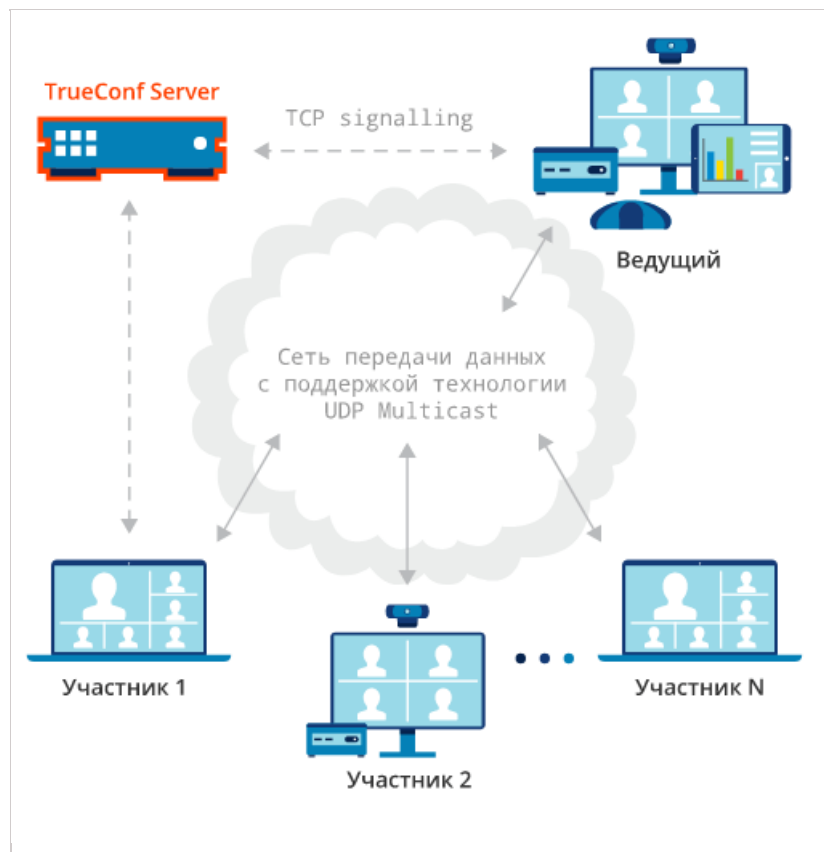 TrueConf Server
TCP signalling
Ведущий
Сеть передачи данных
с поддержкой технологии
UDP Multicast
Участник 1
Участник N
Участник 2